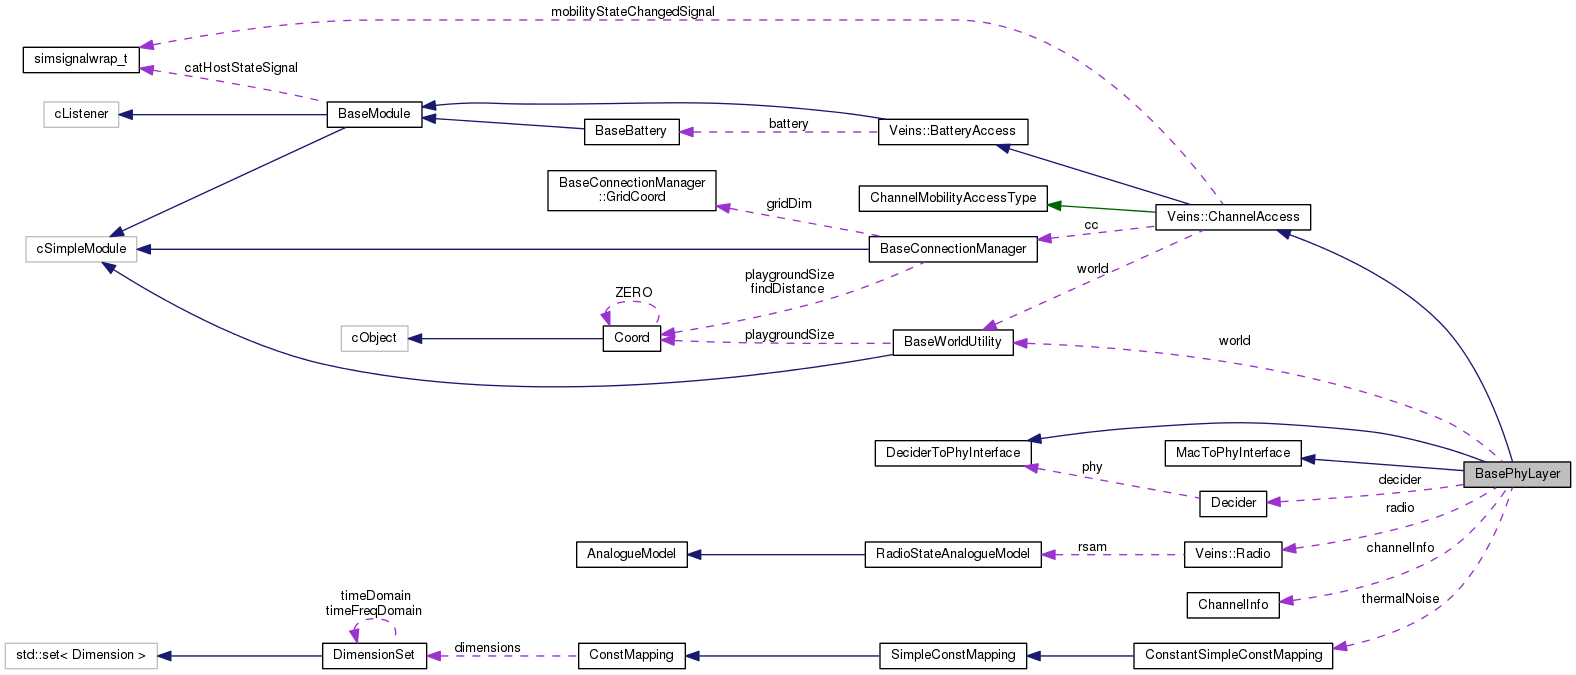 mobilityStateChangedSignal
simsignalwrap_t
catHostStateSignal
cListener
BaseModule
BaseBattery
battery
Veins::BatteryAccess
BaseConnectionManager
::GridCoord
gridDim
ChannelMobilityAccessType
Veins::ChannelAccess
cc
cSimpleModule
BaseConnectionManager
world
playgroundSize
findDistance
ZERO
cObject
Coord
playgroundSize
BaseWorldUtility
world
DeciderToPhyInterface
MacToPhyInterface
BasePhyLayer
phy
decider
Decider
radio
AnalogueModel
RadioStateAnalogueModel
rsam
Veins::Radio
channelInfo
ChannelInfo
thermalNoise
timeDomain
timeFreqDomain
std::set< Dimension >
DimensionSet
dimensions
ConstMapping
SimpleConstMapping
ConstantSimpleConstMapping